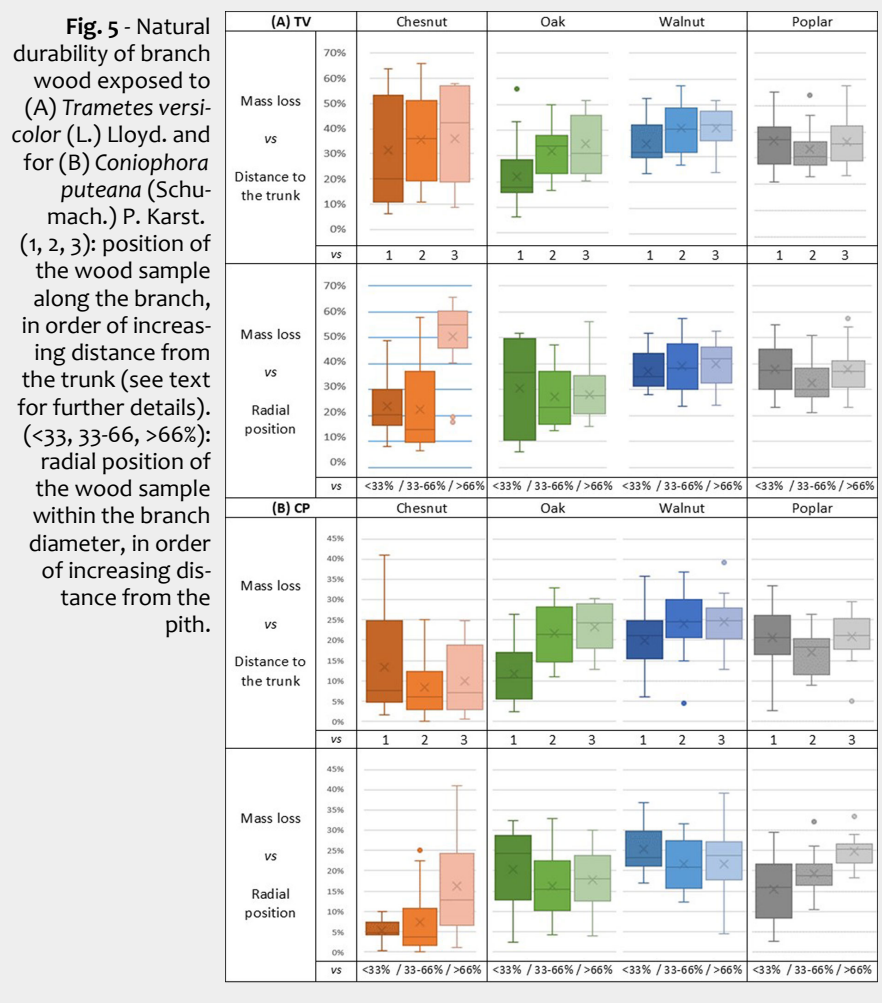 Fig. 5 - Natural
durability of branch
wood exposed to
(A) Trametes versi-
color (L.) Lloyd. and
for (B) Coniophora
puteana (Schu-
mach.) P. Karst.
(1, 2, 3): position of
the wood sample
along the branch,
in order of increas-
ing distance from
the trunk (see text
for further details).
(<33, 33-66, >66%):
radial position of
the wood sample
within the branch
diameter, in order
of increasing dis-
tance from the
pith.
(A) TV Chesnut Oak Walnut Poplar
Mass loss
vs
Distance to
the trunk
70%
60%
50%
40%
30%
20%
10%
0%
vs 1 2 3 1 2 3 1 2 3 1 2 3
Mass loss
vs
Radial
position
70%
60%
50%
40%
30%
20%
10%
0%
vs <33% / 33-66% / >66% <33% / 33-66% / >66% <33% / 33-66% / >66% <33% / 33-66% / >66%
(B) CP Chesnut Oak Walnut Poplar
Mass loss
vs
Distance to
the trunk
45%
40%
35%
30%
25%
20%
15%
10%
5%
0%
vs 1 2 3 1 2 3 1 2 3 1 2 3
Mass loss
vs
Radial
position
45%
40%
35%
30%
25%
20%
15%
10%
5%
0%
vs <33% / 33-66% / >66% <33% / 33-66% / >66% <33% / 33-66% / >66% <33% / 33-66% / >66%